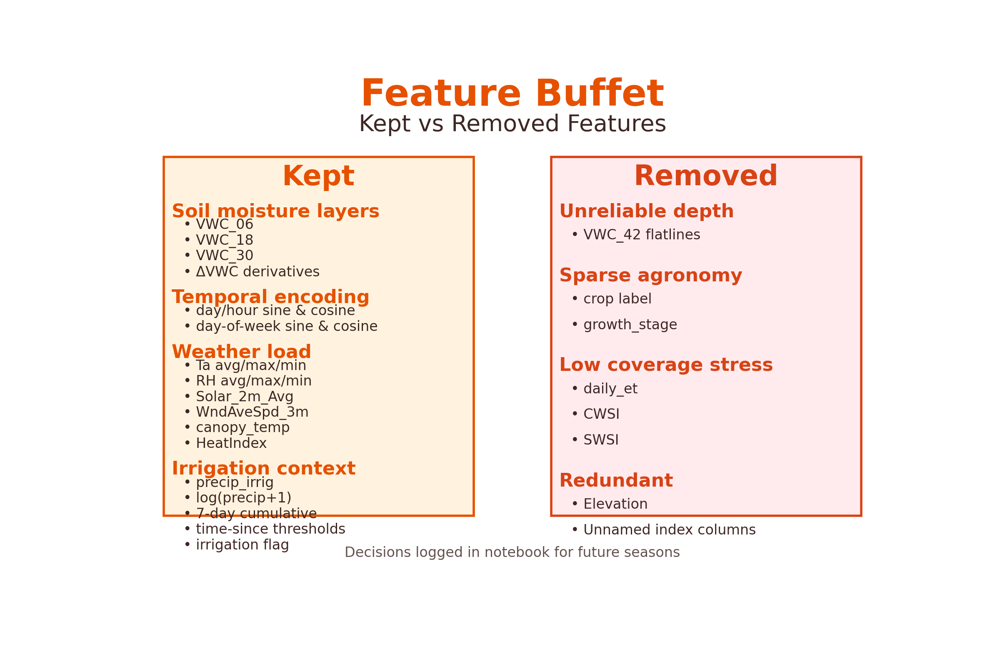 Feature Buffet
Kept vs Removed Features
Kept
Soil moisture layers
• VWC_06
• VWC_18
• VWC_30
• ΔVWC derivatives
Temporal encoding
• day/hour sine & cosine
• day-of-week sine & cosine
Weather load
• Ta avg/max/min
• RH avg/max/min
• Solar_2m_Avg
• WndAveSpd_3m
• canopy_temp
• HeatIndex
Irrigation context
• precip_irrig
• log(precip+1)
• 7-day cumulative
• time-since thresholds
• irrigation flag
Removed
Unreliable depth
• VWC_42 flatlines
Sparse agronomy
• crop label
• growth_stage
Low coverage stress
• daily_et
• CWSI
• SWSI
Redundant
• Elevation
• Unnamed index columns
Decisions logged in notebook for future seasons